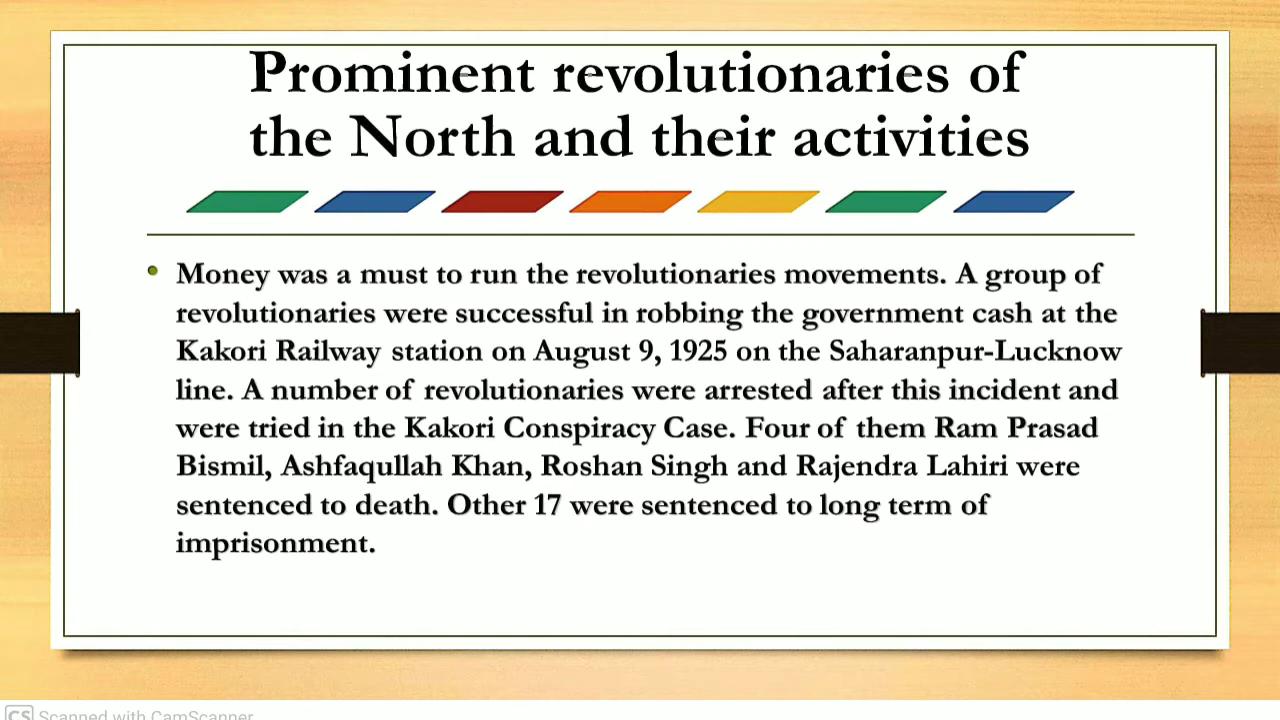 Prominent revolutionaries of
the North and their activities
• Money was a must to run the revolutionaries movements. A group of
revolutionaries were successful in robbing the government cash at the
Kakori Railway station on August 9, 1925 on the Saharanpur-Lucknow
line. A number of revolutionaries were arrested after this incident and
were tried in the Kakori Conspiracy Case. Four of them Ram Prasad
Bismil, Ashfaqullah Khan, Roshan Singh and Rajendra Lahiri were
sentenced to death. Other 17 were sentenced to long term of
imprisonment.
CS Scanned with CamScanner